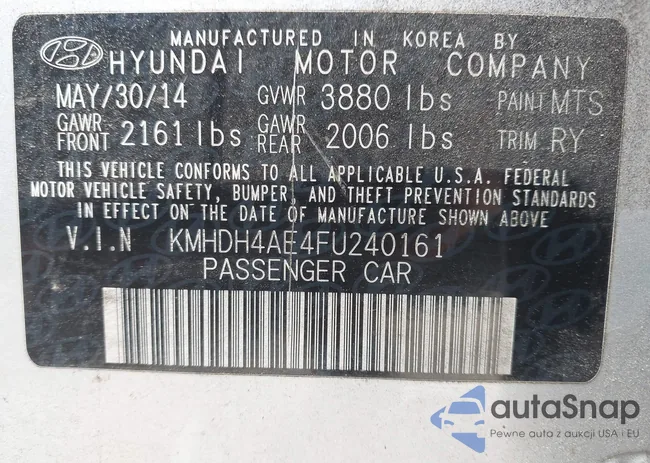 MANUFACTURED IN KOREA BY
HYUNDAI MOTOR COMPANY
MAY/30/14 GVWR 3880 lbs PAINT MTS
GAWR FRONT 2161 lbs GAWR REAR 2006 lbs TRIM RY
THIS VEHICLE CONFORMS TO ALL APPLICABLE U.S.A. FEDERAL
MOTOR VEHICLE SAFETY, BUMPER, AND THEFT PREVENTION STANDARDS
IN EFFECT ON THE DATE OF MANUFACTURE SHOWN ABOVE
V.I.N KMHDH4AE4FU240161
PASSENGER CAR
autoSnap
Pewne auta z aukcji USA i EU